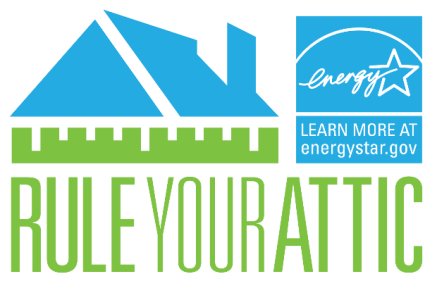 energy
LEARN MORE AT
energystar.gov
RULE YOUR ATTIC